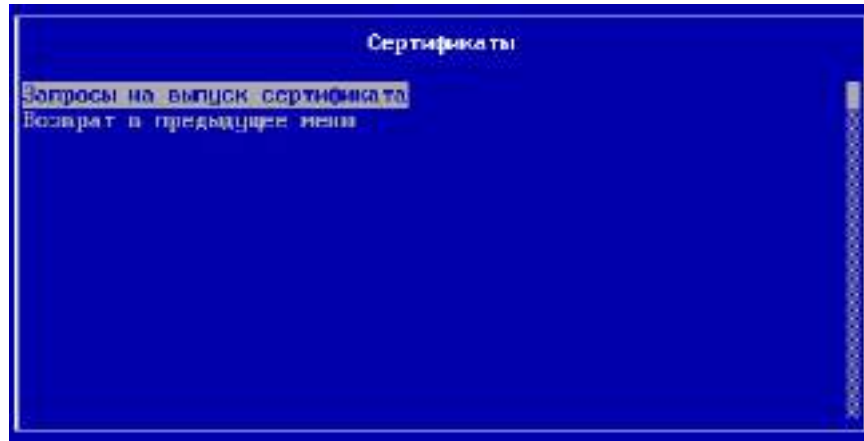 Сертификаты
Запросы на выпуск сертификата
Возврат в предыдущее меню